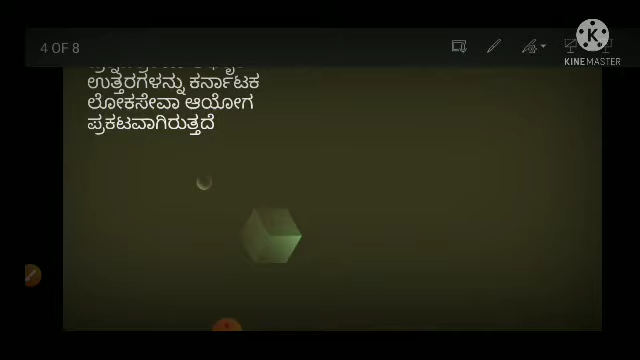 4 OF 8
K
KINEMASTER
ಉತ್ತರಗಳನ್ನು ಕರ್ನಾಟಕ
ಲೋಕಸೇವಾ ಆಯೋಗ
ಪ್ರಕಟವಾಗಿರುತ್ತದೆ